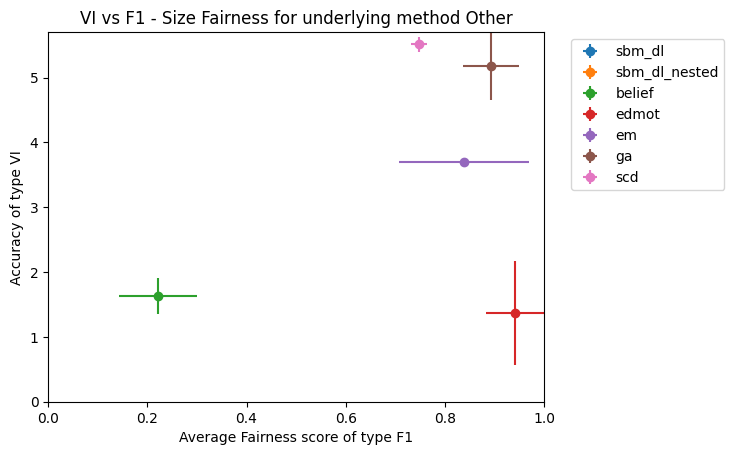 VI vs F1 - Size Fairness for underlying method Other
Accuracy of type VI
5
4
3
2
1
0
0.0
0.2
0.4
0.6
0.8
1.0
Average Fairness score of type F1
sbm_dl
sbm_dl_nested
belief
edmot
em
ga
scd